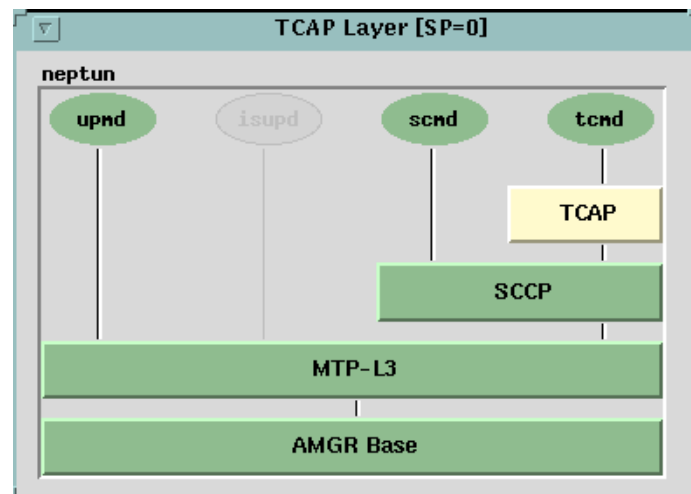 TCAP Layer [SP=0]
neptun
upmd isupd scmd tcmd
TCAP
SCCP
MTP-L3
AMGR Base